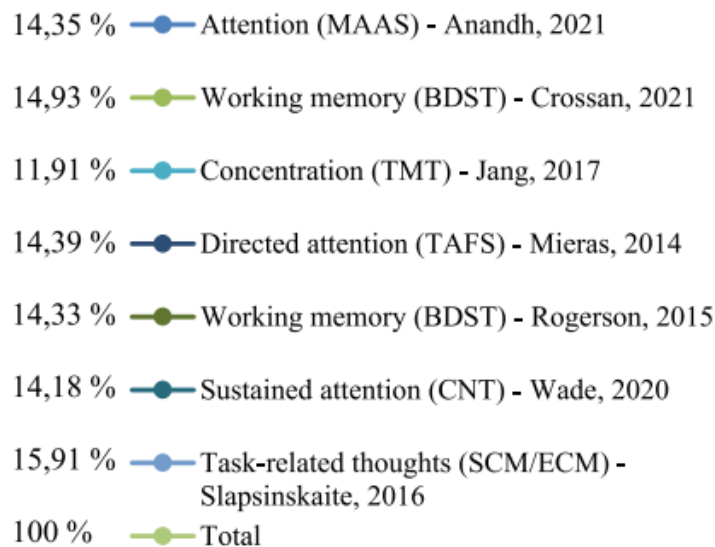 14,35 % Attention (MAAS) - Anandh, 2021
14,93 % Working memory (BDST) - Crossan, 2021
11,91 % Concentration (TMT) - Jang, 2017
14,39 % Directed attention (TAFS) - Mieras, 2014
14,33 % Working memory (BDST) - Rogerson, 2015
14,18 % Sustained attention (CNT) - Wade, 2020
15,91 % Task-related thoughts (SCM/ECM) -
Slapsinskaite, 2016
100 % Total